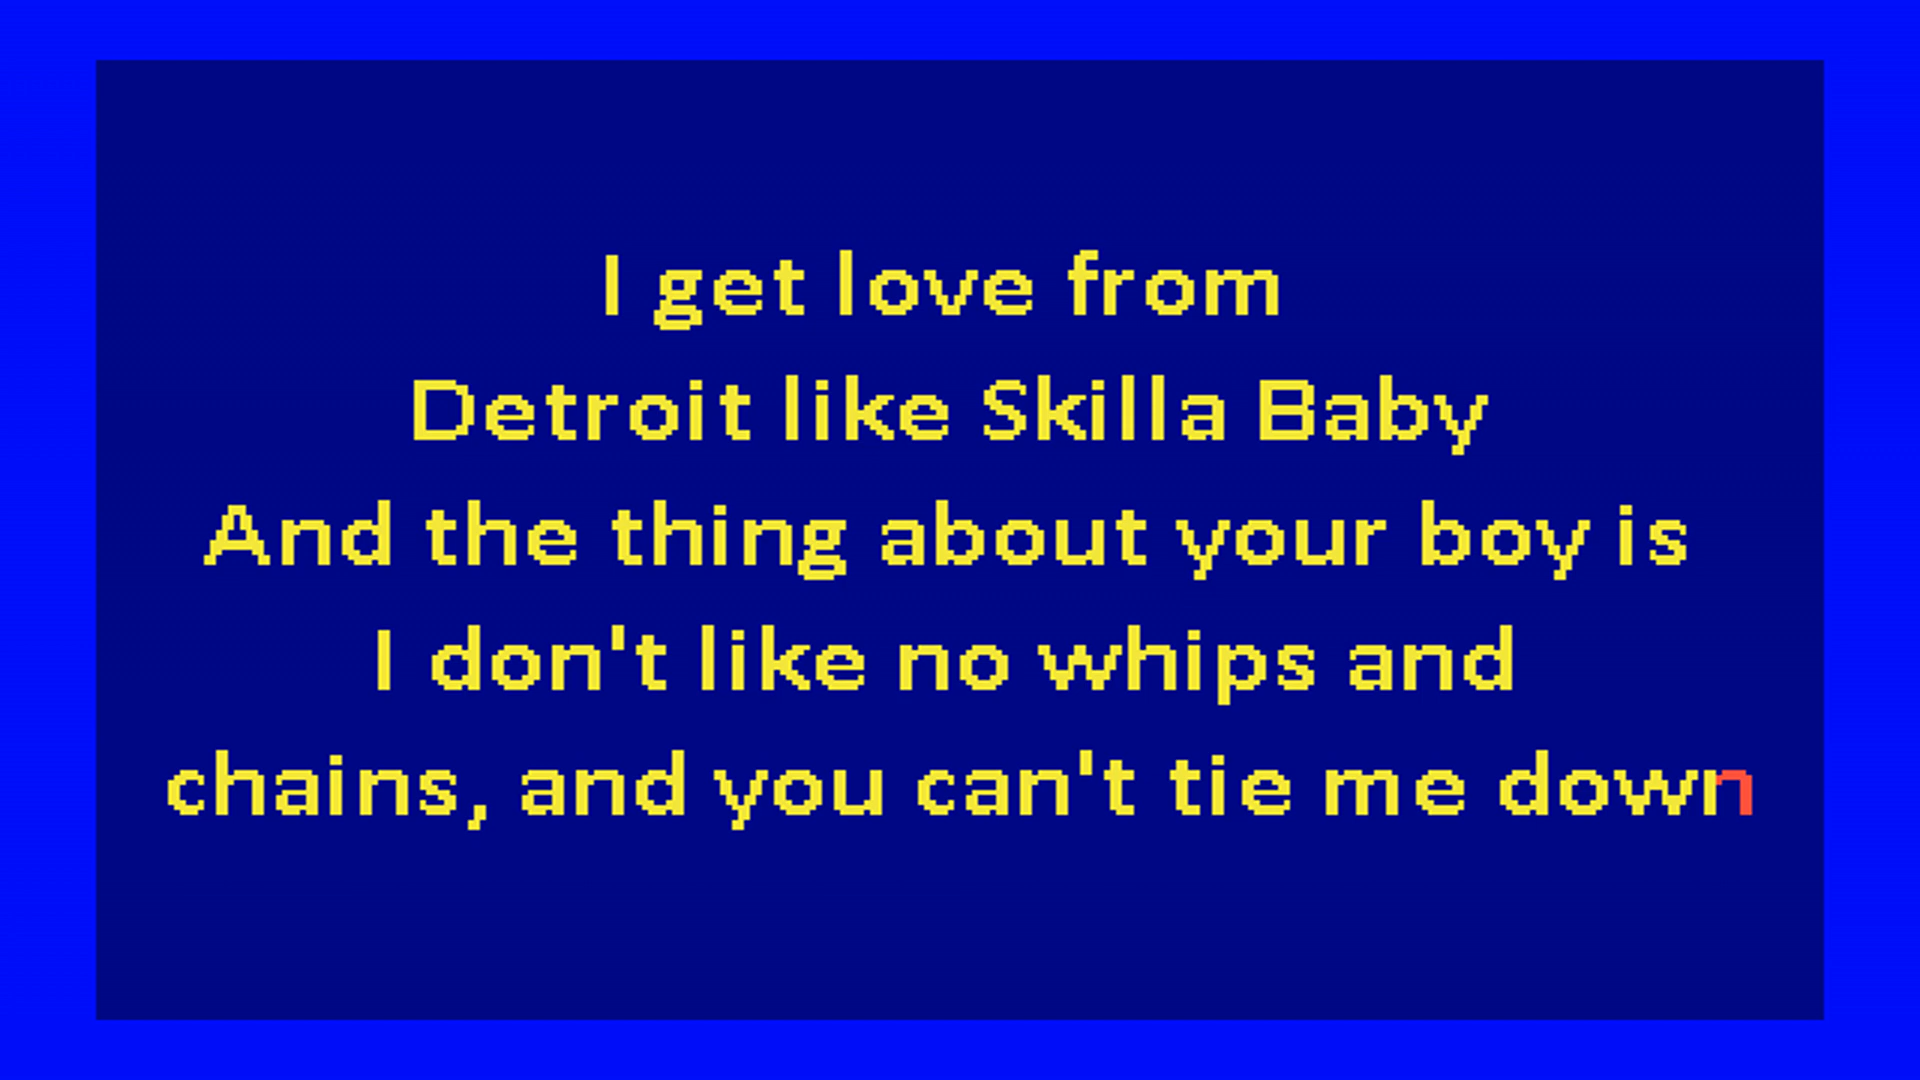 I get love from
Detroit like Skilla Baby
And the thing about your boy is
I don't like no whips and
chains, and you can't tie me down